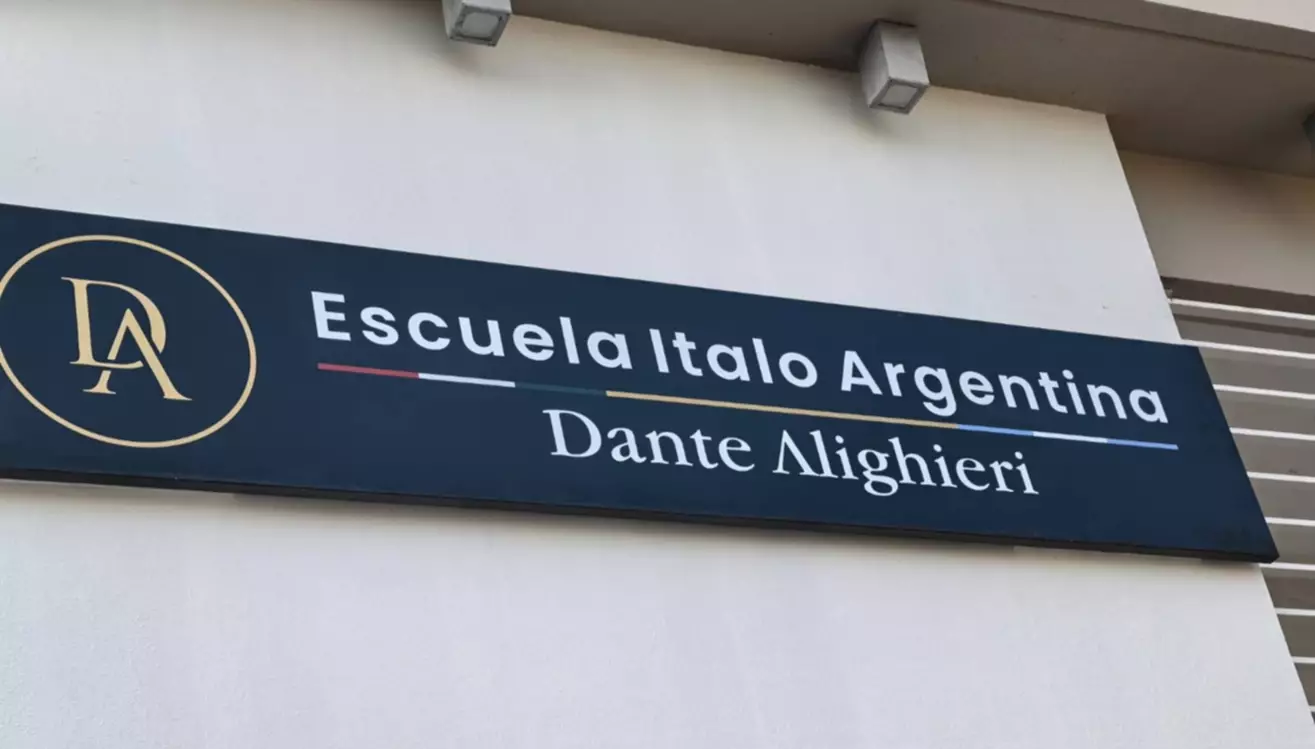 DA
Escuela Italo Argentina
Dante Alighieri